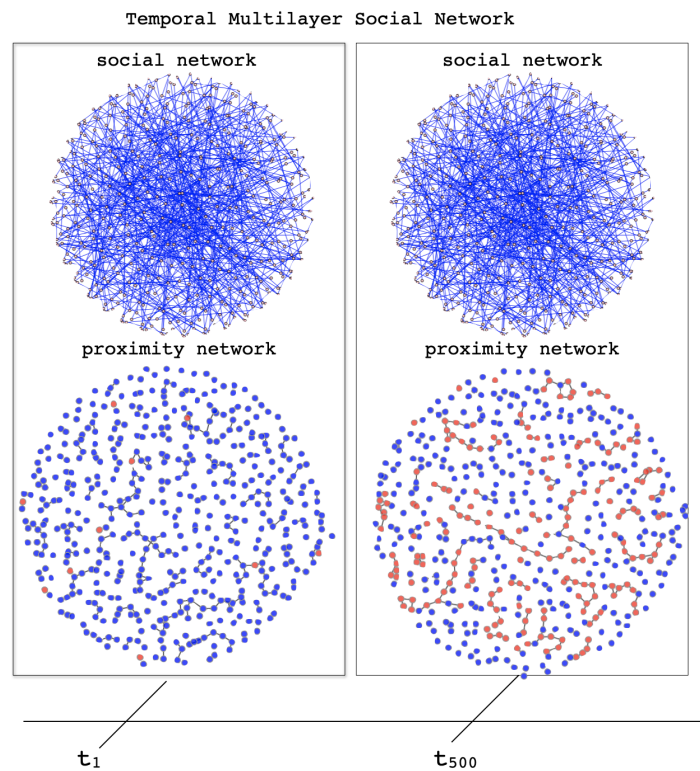 Temporal Multilayer Social Network
social network
social network
proximity network
proximity network
t1
t500